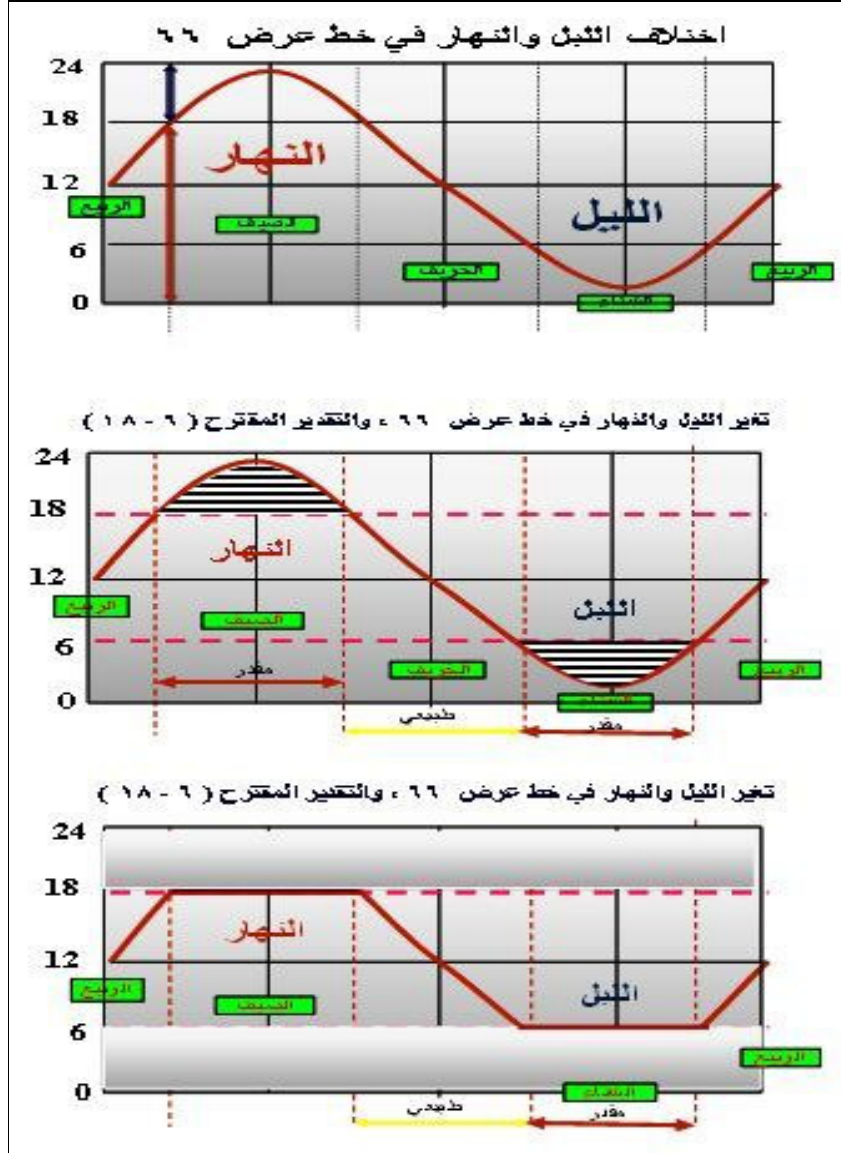 اختلاف الليل والنهار في خط عرض ٦٦
24
18
النهار
12
الربيع
الصيف
الليل
6
الخريف
الربيع
0
الشتاء
تغير الليل والنهار في خط عرض ٦٦ ، والتقدير المقترح ( ٦ - ١٨ )
24
18
النهار
12
الربيع
الصيف
الليل
6
مقدر
الخريف
الربيع
0
الشتاء
طبيعي
مقدر
تغير الليل والنهار في خط عرض ٦٦ ، والتقدير المقترح ( ٦ - ١٨ )
24
18
النهار
12
الربيع
الصيف
الليل
6
الربيع
0
الشتاء
طبيعي
مقدر